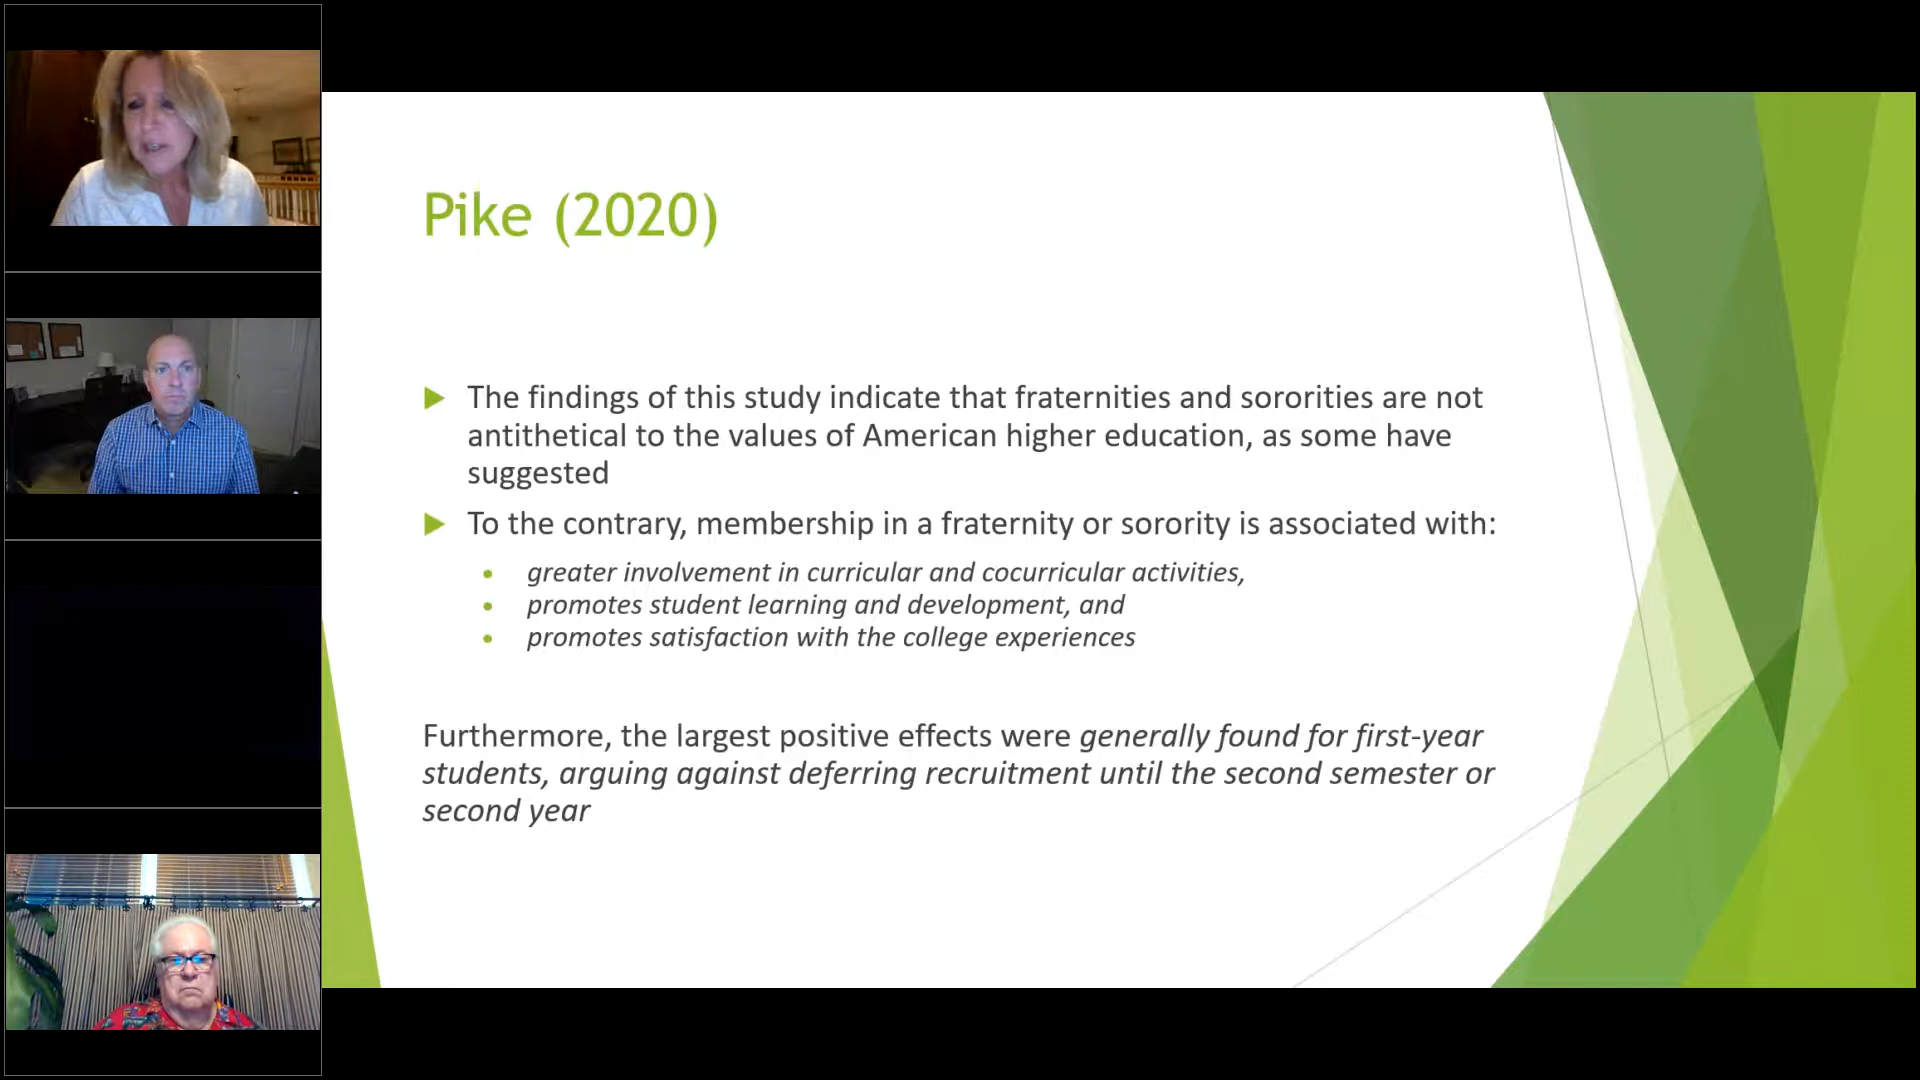 Pike (2020)
The findings of this study indicate that fraternities and sororities are not
antithetical to the values of American higher education, as some have
suggested
To the contrary, membership in a fraternity or sorority is associated with:
greater involvement in curricular and cocurricular activities,
promotes student learning and development, and
promotes satisfaction with the college experiences
Furthermore, the largest positive effects were generally found for first-year
students, arguing against deferring recruitment until the second semester or
second year